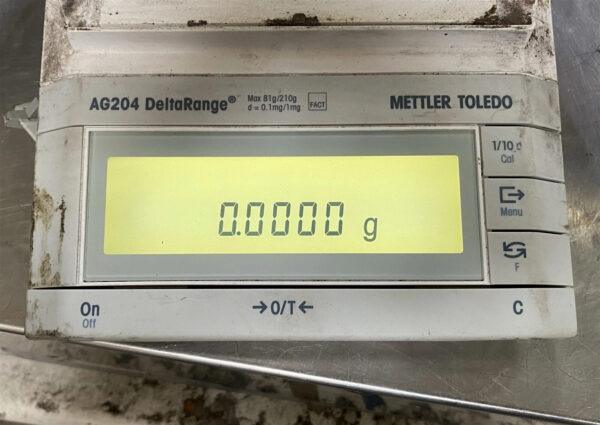 AG204 DeltaRange® Max 81g/210g FACT METTLER TOLEDO
d = 0.1mg/1mg
1/10 d
Cal
0.0000 g
Menu
F
On →0/T← C
Off